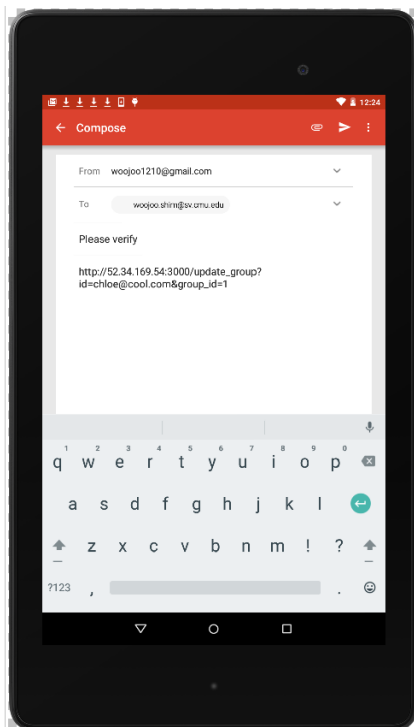 12:24
Compose
From woojoo1210@gmail.com
To woojoo.shim@sv.cmu.edu
Please verify
http://52.34.169.54:3000/update_group?
id=chloe@cool.com&group_id=1
1 2 3 4 5 6 7 8 9 0
q w e r t y u i o p
a s d f g h j k l
z x c v b n m ! ?
?123 , .